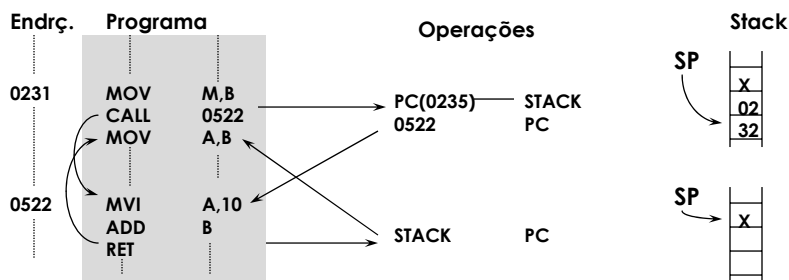 Endrç. Programa Operações Stack
SP
0231 MOV M,B X
CALL 0522 PC(0235) STACK 02
MOV A,B 0522 PC 32
SP
0522 MVI A,10 X
ADD B
RET STACK PC